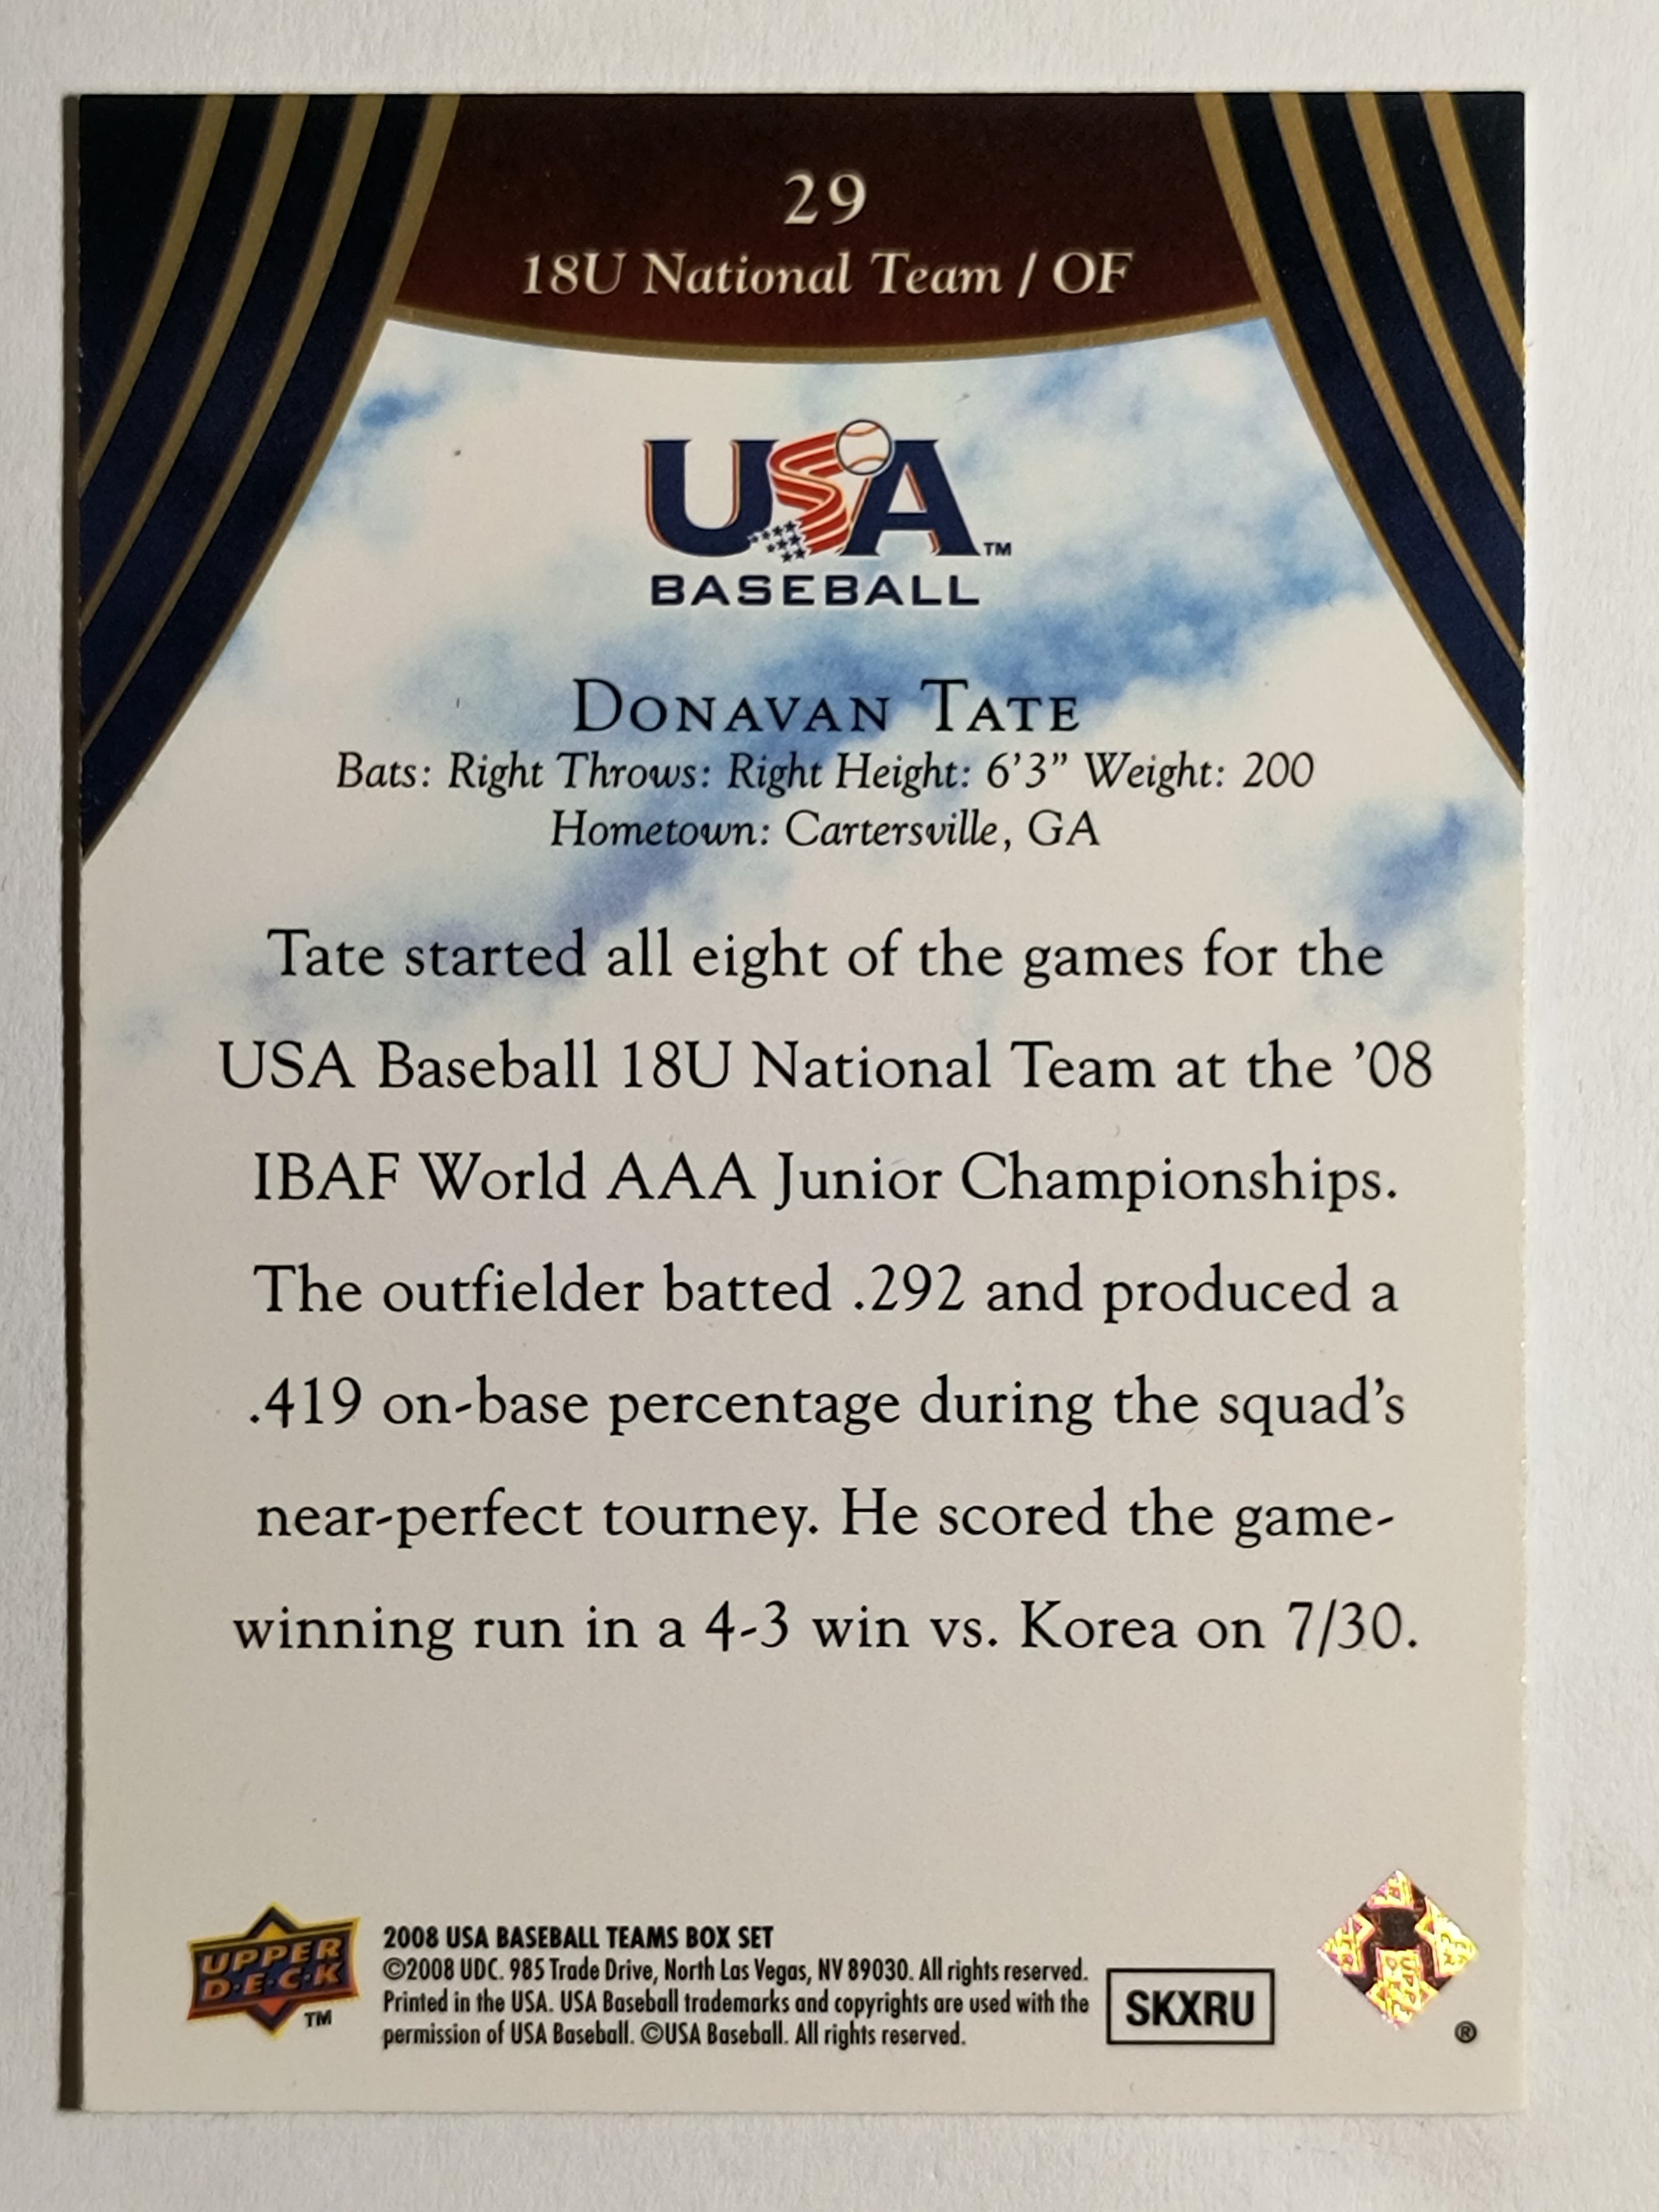 29
18U National Team / OF
USA™
BASEBALL
DONAVAN TATE
Bats: Right Throws: Right Height: 6'3" Weight: 200
Hometown: Cartersville, GA
Tate started all eight of the games for the
USA Baseball 18U National Team at the '08
IBAF World AAA Junior Championships.
The outfielder batted .292 and produced a
.419 on-base percentage during the squad's
near-perfect tourney. He scored the game-
winning run in a 4-3 win vs. Korea on 7/30.
UPPER
D·E·C·K
™
2008 USA BASEBALL TEAMS BOX SET
©2008 UDC. 985 Trade Drive, North Las Vegas, NV 89030. All rights reserved.
Printed in the USA. USA Baseball trademarks and copyrights are used with the
permission of USA Baseball. ©USA Baseball. All rights reserved.
SKXRU
®